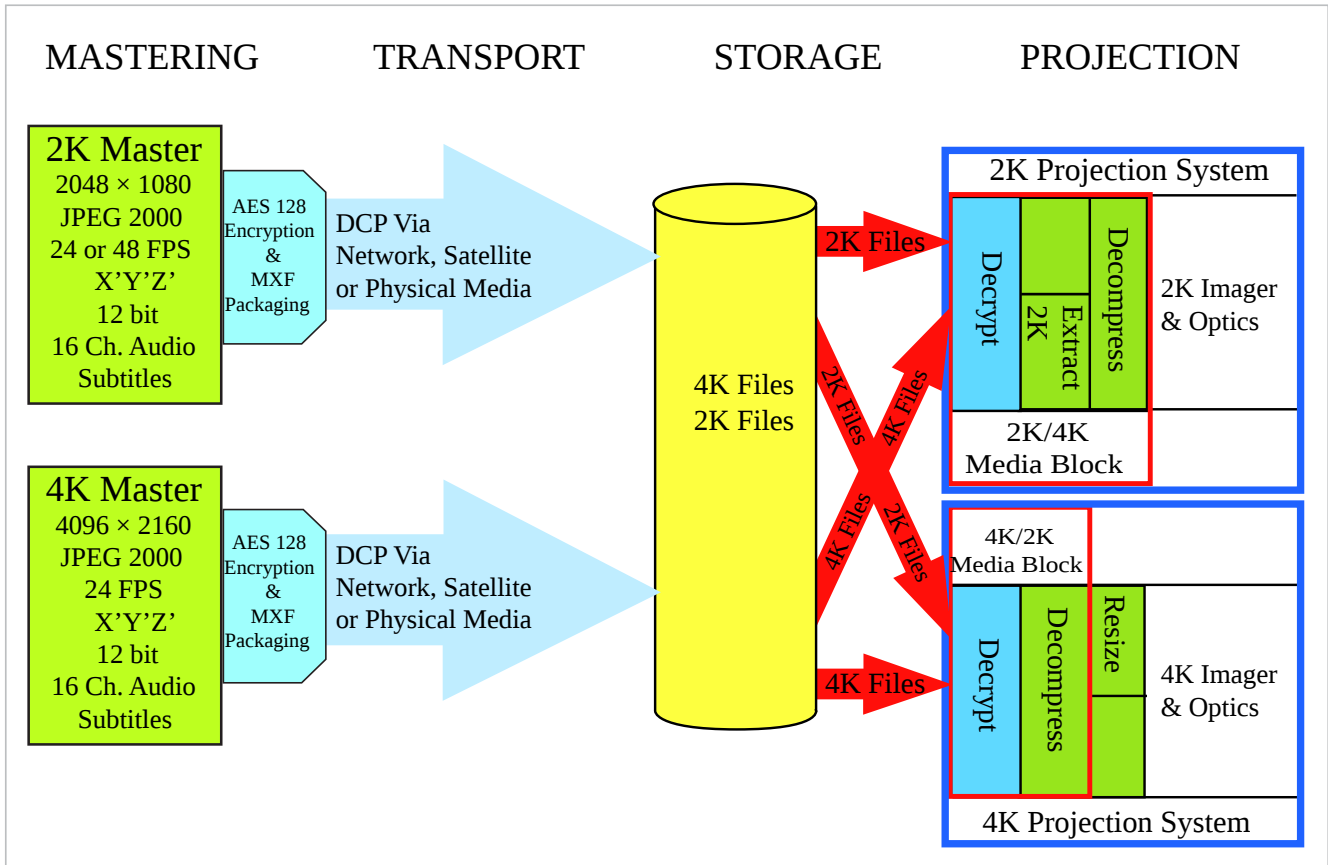 MASTERING
TRANSPORT
STORAGE
PROJECTION
2K Master
2048 × 1080
JPEG 2000
24 or 48 FPS
X’Y’Z’
12 bit
16 Ch. Audio
Subtitles
AES 128
Encryption
&
MXF
Packaging
DCP Via
Network, Satellite
or Physical Media
4K Master
4096 × 2160
JPEG 2000
24 FPS
X’Y’Z’
12 bit
16 Ch. Audio
Subtitles
AES 128
Encryption
&
MXF
Packaging
DCP Via
Network, Satellite
or Physical Media
4K Files
2K Files
2K Files
2K Files
4K Files
4K Files
2K Files
4K Files
2K Projection System
Decrypt
Extract
2K
Decompress
2K Imager
& Optics
2K/4K
Media Block
4K/2K
Media Block
Decrypt
Decompress
Resize
4K Imager
& Optics
4K Projection System